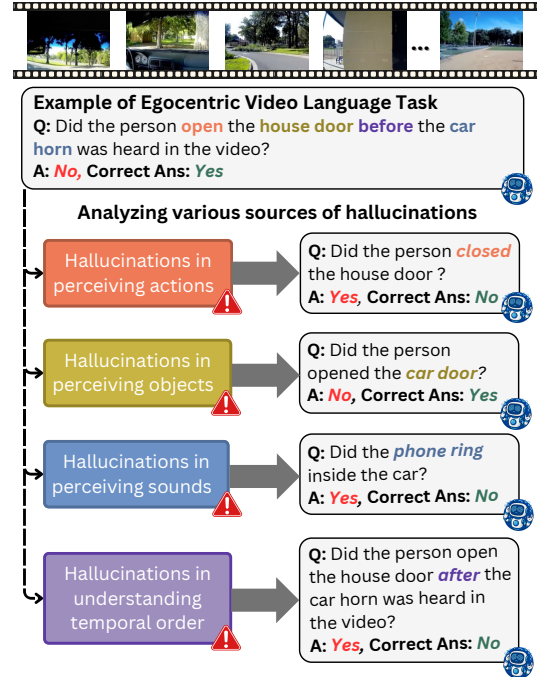 Example of Egocentric Video Language Task
Q: Did the person open the house door before the car
horn was heard in the video?
A: No, Correct Ans: Yes
Analyzing various sources of hallucinations
Hallucinations in
perceiving actions
Q: Did the person closed
the house door ?
A: Yes, Correct Ans: No
Hallucinations in
perceiving objects
Q: Did the person
opened the car door?
A: No, Correct Ans: Yes
Hallucinations in
perceiving sounds
Q: Did the phone ring
inside the car?
A: Yes, Correct Ans: No
Hallucinations in
understanding
temporal order
Q: Did the person open
the house door after the
car horn was heard in
the video?
A: Yes, Correct Ans: No